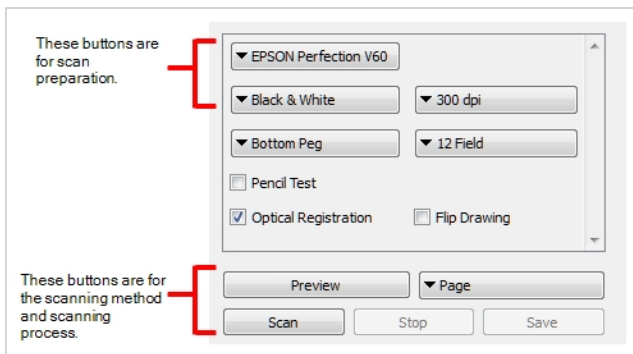 These buttons are
for scan
preparation.
EPSON Perfection V60
Black & White
300 dpi
Bottom Peg
12 Field
Pencil Test
Optical Registration
Flip Drawing
These buttons are for
the scanning method
and scanning
process.
Preview
Page
Scan
Stop
Save